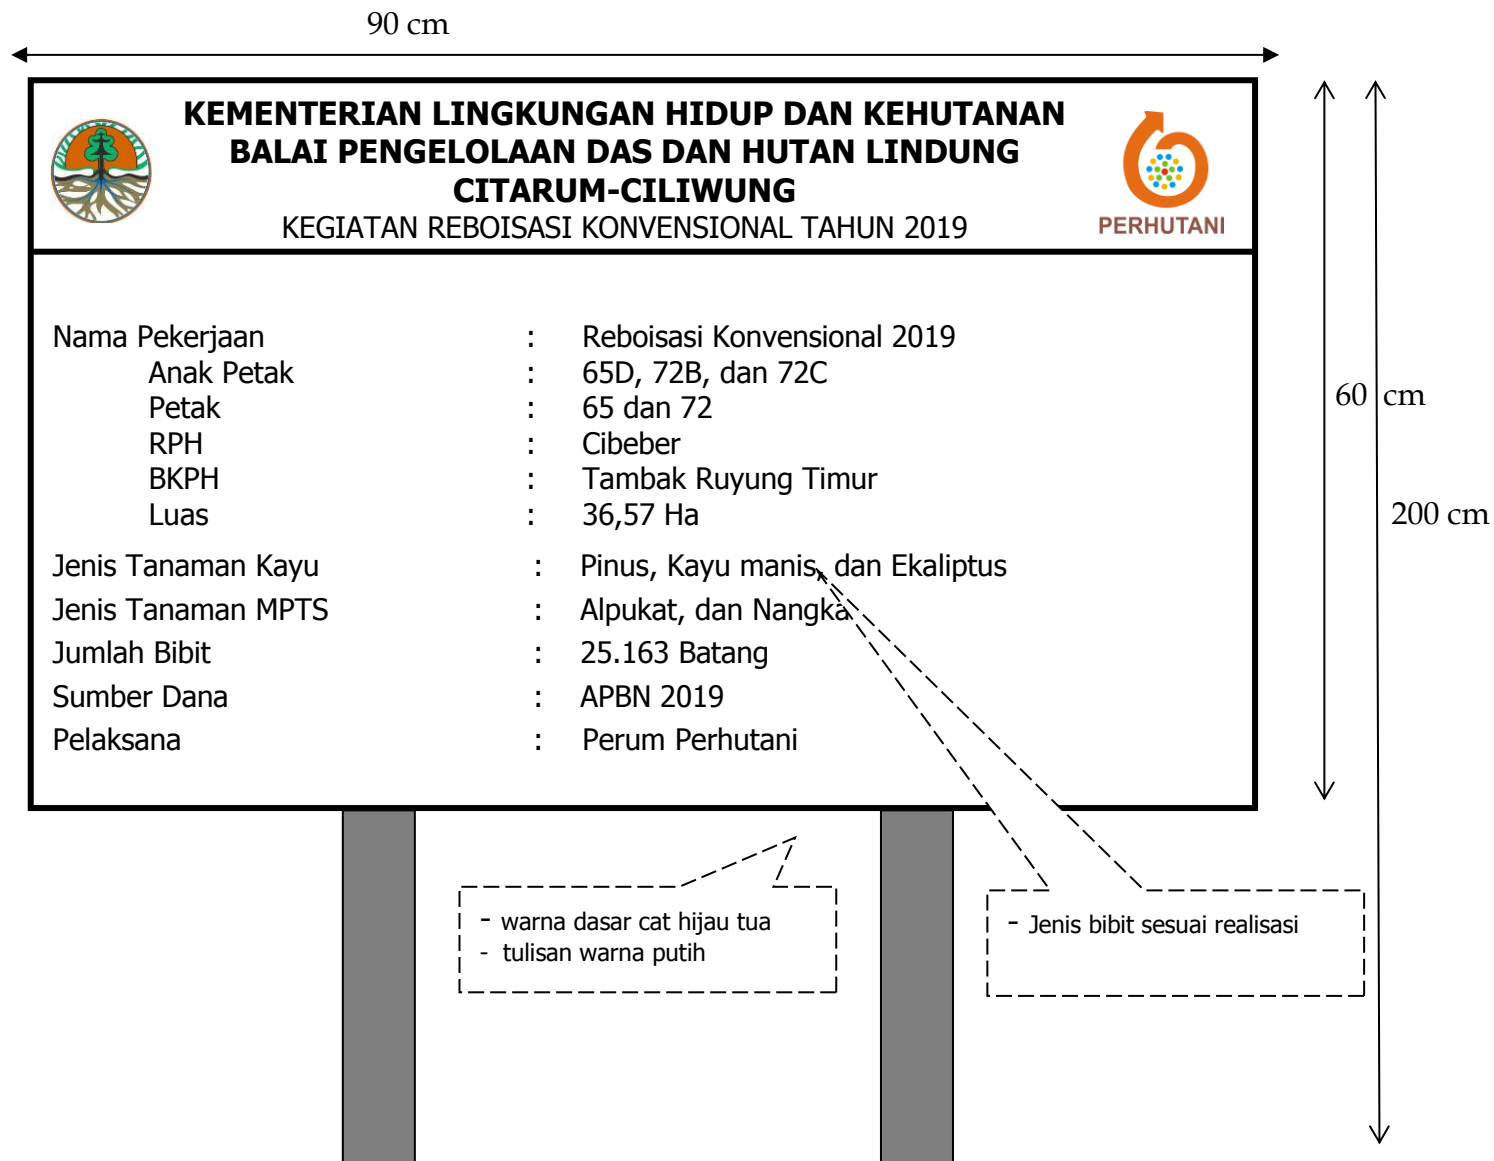 90 cm
KEMENTERIAN LINGKUNGAN HIDUP DAN KEHUTANAN
BALAI PENGELOLAAN DAS DAN HUTAN LINDUNG
CITARUM-CILIWUNG
KEGIATAN REBOISASI KONVENSIONAL TAHUN 2019
PERHUTANI
Nama Pekerjaan : Reboisasi Konvensional 2019
Anak Petak : 65D, 72B, dan 72C
Petak : 65 dan 72
RPH : Cibeber
BKPH : Tambak Ruyung Timur
Luas : 36,57 Ha
Jenis Tanaman Kayu : Pinus, Kayu manis, dan Ekaliptus
Jenis Tanaman MPTS : Alpukat, dan Nangka
Jumlah Bibit : 25.163 Batang
Sumber Dana : APBN 2019
Pelaksana : Perum Perhutani
60 cm
200 cm
- warna dasar cat hijau tua
- tulisan warna putih
- Jenis bibit sesuai realisasi